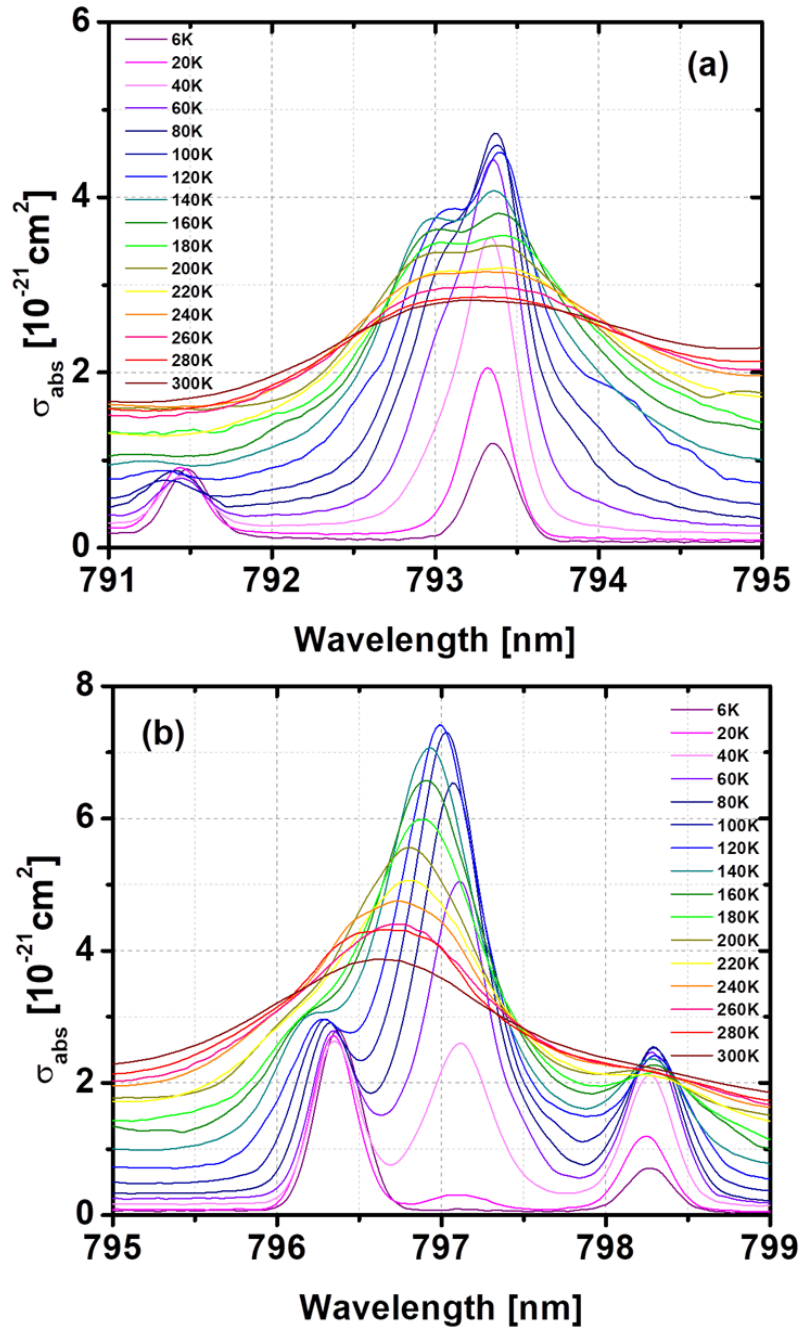 6
6K
(a)
20K
40K
60K
80K
4
100K
120K
140K
160K
180K
200K
2
220K
240K
260K
280K
300K
0
σabs [10⁻²¹cm²]
791 792 793 794 795
Wavelength [nm]
8
(b)
6K
20K
40K
6
60K
80K
100K
120K
140K
4
160K
180K
200K
220K
2
240K
260K
280K
300K
0
σabs [10⁻²¹cm²]
795 796 797 798 799
Wavelength [nm]